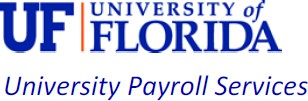 UF UNIVERSITY of
FLORIDA
University Payroll Services